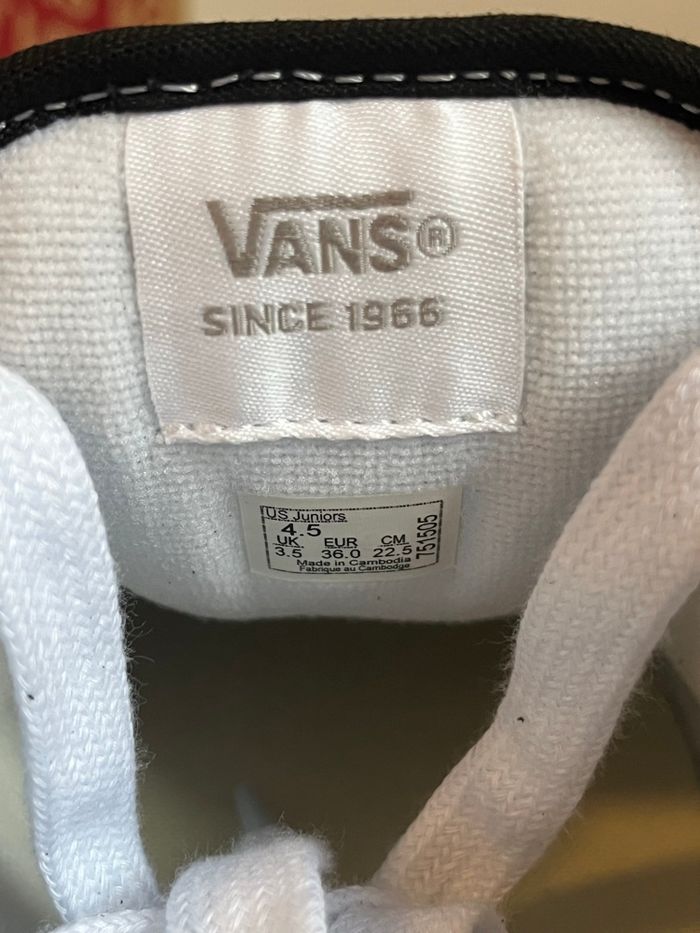 VANS®
SINCE 1966
US Juniors
4.5
UK EUR CM
3.5 36.0 22.5
Made in Cambodia
Fabrique au Cambodge
751505